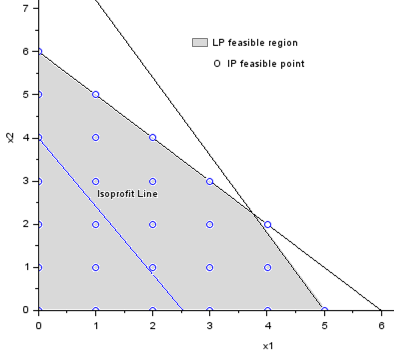 7
6
5
4
3
2
1
0
x2
LP feasible region
IP feasible point
Isoprofit Line
0 1 2 3 4 5 6
x1